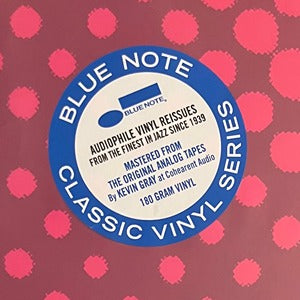 BLUE NOTE
BLUE NOTE
AUDIOPHILE VINYL REISSUES
FROM THE FINEST IN JAZZ SINCE 1939
MASTERED FROM
THE ORIGINAL ANALOG TAPES
By KEVIN GRAY at Cohearent Audio
180 GRAM VINYL
CLASSIC VINYL SERIES